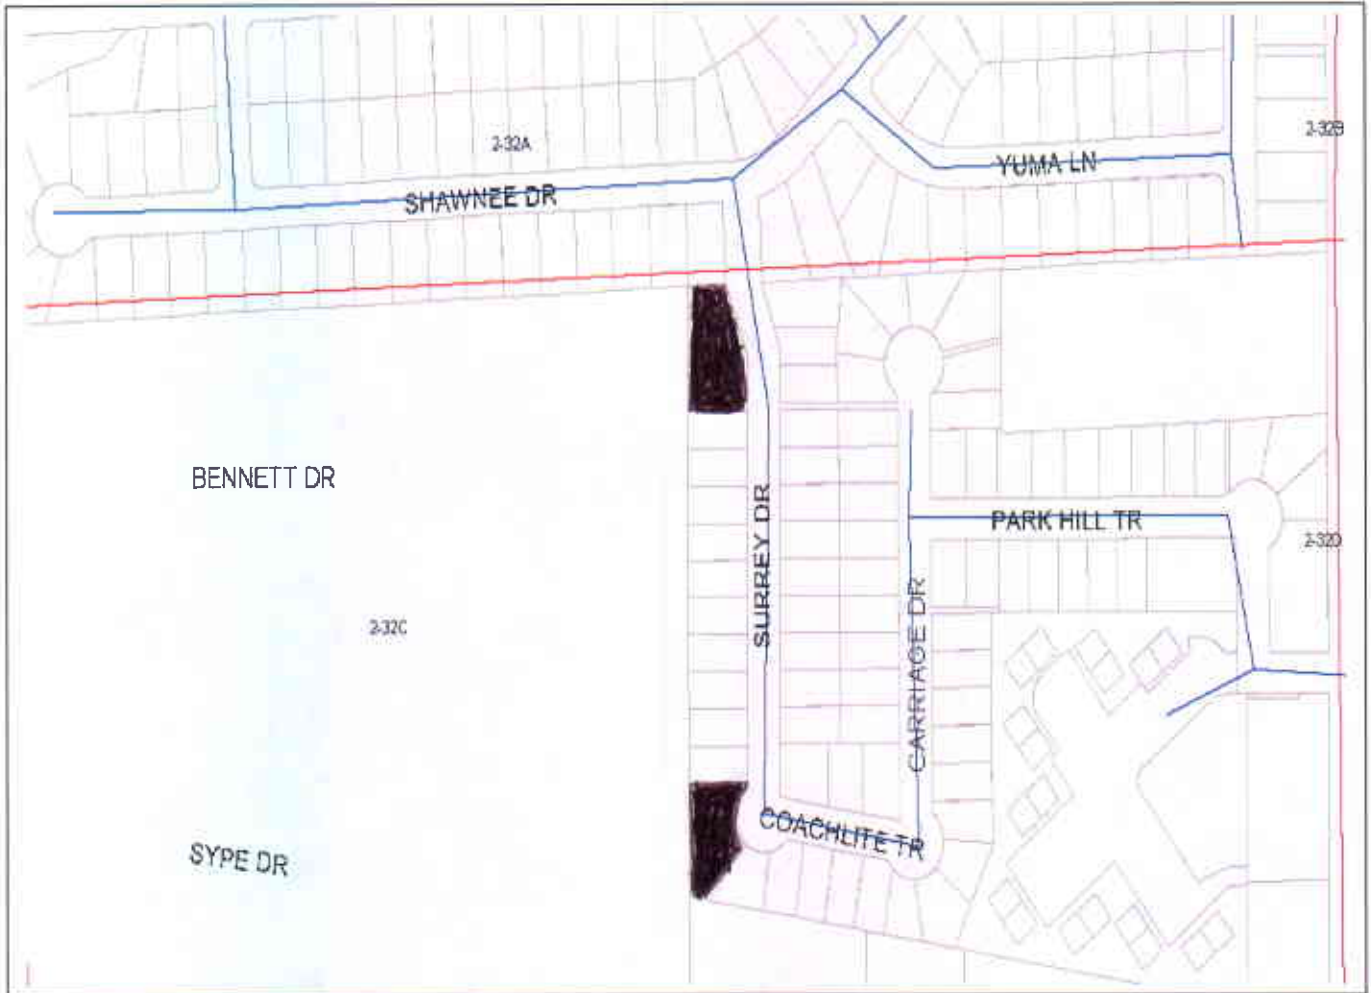 2-32A
2-32B
YUMA LN
SHAWNEE DR
BENNETT DR
SURREY DR
PARK HILL TR
2-32D
2-32C
CARRIAGE DR
COACHLITE TR
SYPE DR